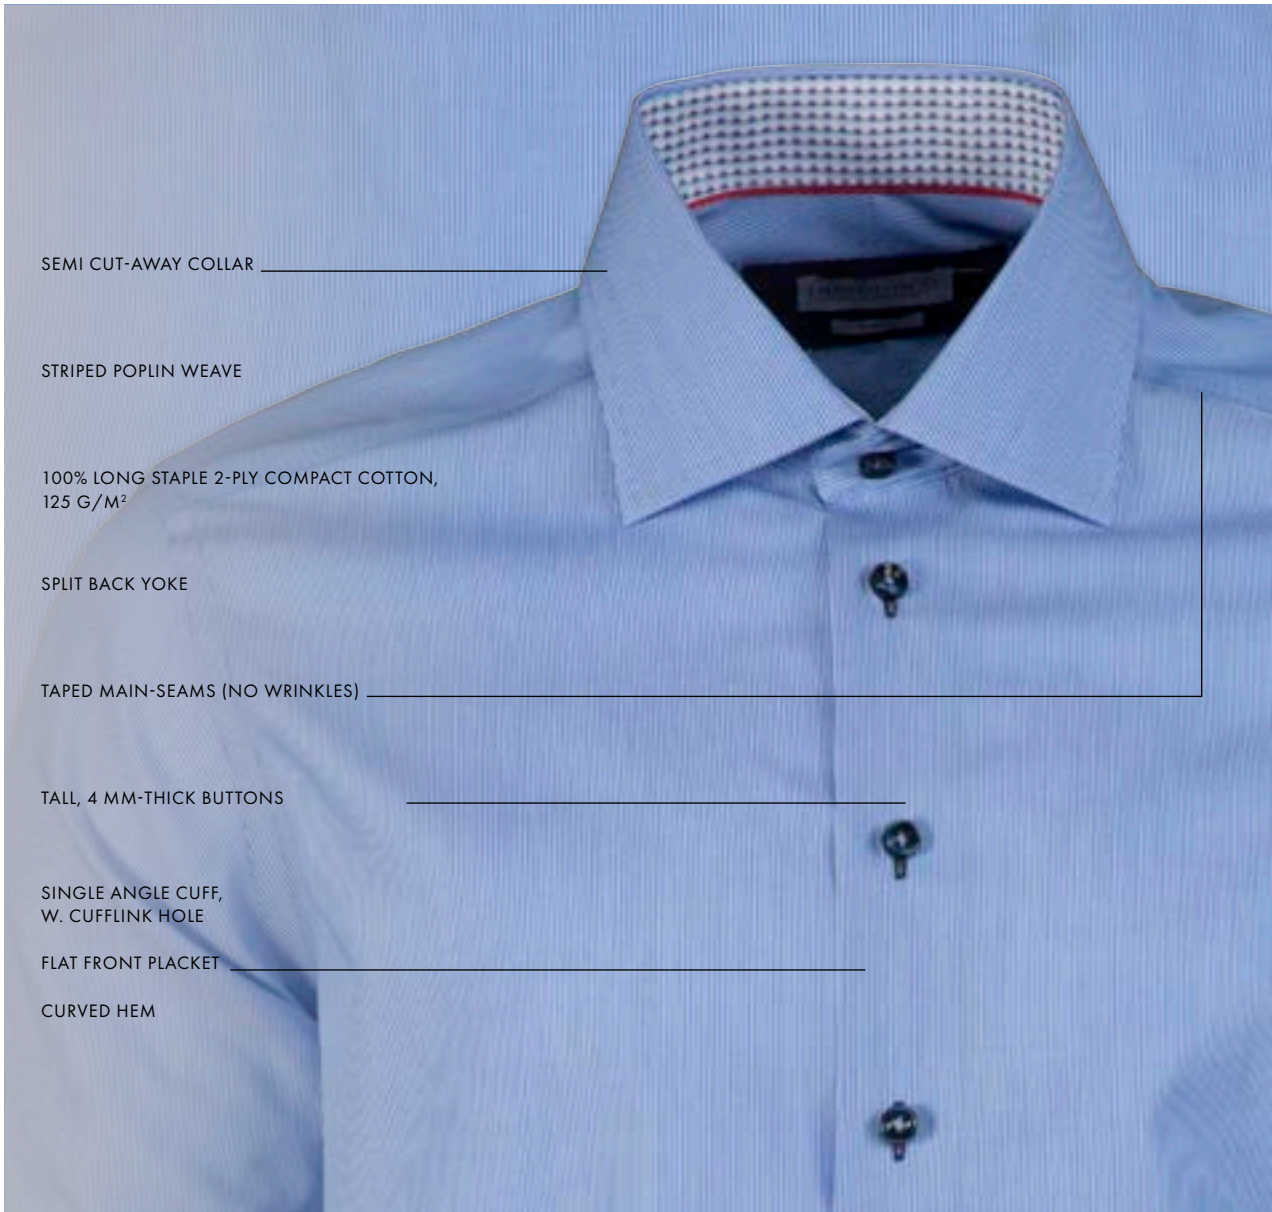 SEMI CUT-AWAY COLLAR
STRIPED POPLIN WEAVE
100% LONG STAPLE 2-PLY COMPACT COTTON,
125 G/M²
SPLIT BACK YOKE
TAPED MAIN-SEAMS (NO WRINKLES)
TALL, 4 MM-THICK BUTTONS
SINGLE ANGLE CUFF,
W. CUFFLINK HOLE
FLAT FRONT PLACKET
CURVED HEM